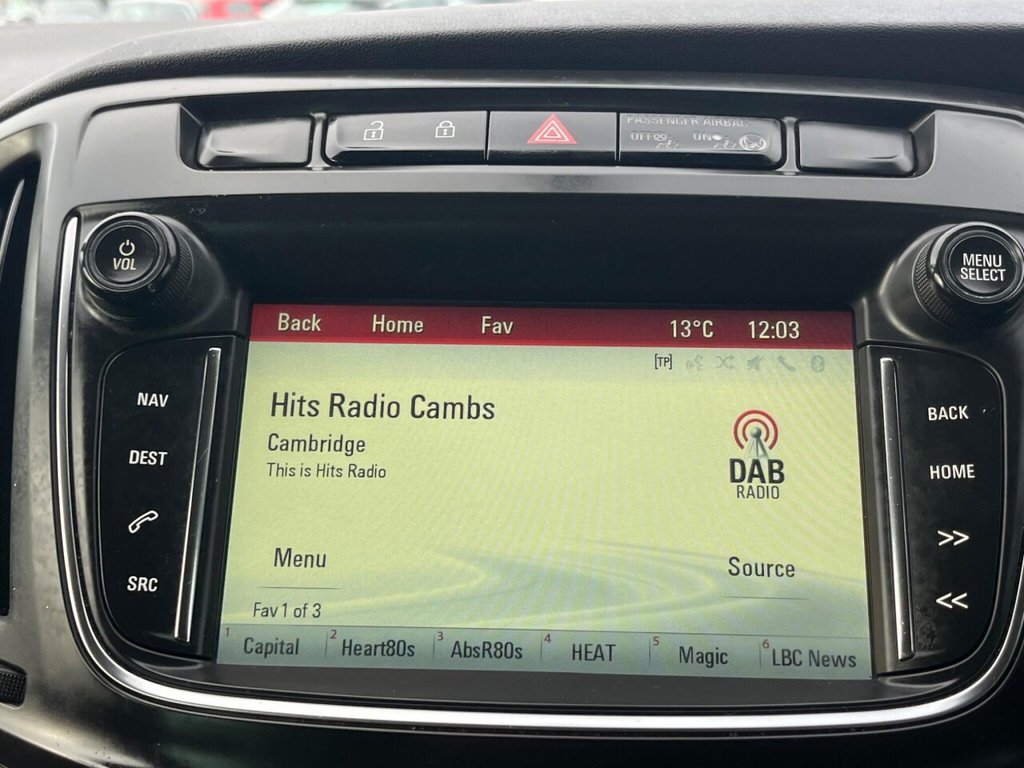 PASSENGER AIRBAG
OFF ON
VOL
MENU
SELECT
Back Home Fav 13°C 12:03
[TP]
NAV
DEST
SRC
Hits Radio Cambs
Cambridge
This is Hits Radio
DAB
RADIO
Menu Source
Fav 1 of 3
1 Capital 2 Heart80s 3 AbsR80s 4 HEAT 5 Magic 6 LBC News
BACK
HOME
>>
<<